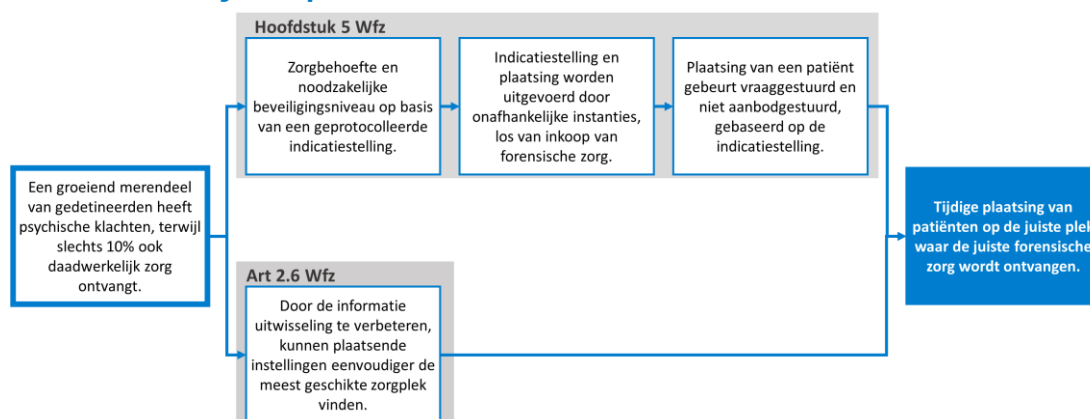 Hoofdstuk 5 Wfz
Zorgbehoefte en
noodzakelijke
beveiligingsniveau op basis
van een geprotocolleerde
indicatiestelling.
Indicatiestelling en
plaatsing worden
uitgevoerd door
onafhankelijke instanties,
los van inkoop van
forensische zorg.
Plaatsing van een patiënt
gebeurt vraaggestuurd en
niet aanbodgestuurd,
gebaseerd op de
indicatiestelling.
Een groeiend merendeel
van gedetineerden heeft
psychische klachten, terwijl
slechts 10% ook
daadwerkelijk zorg
ontvangt.
Tijdige plaatsing van
patiënten op de juiste plek
waar de juiste forensische
zorg wordt ontvangen.
Art 2.6 Wfz
Door de informatie
uitwisseling te verbeteren,
kunnen plaatsende
instellingen eenvoudiger de
meest geschikte zorgplek
vinden.